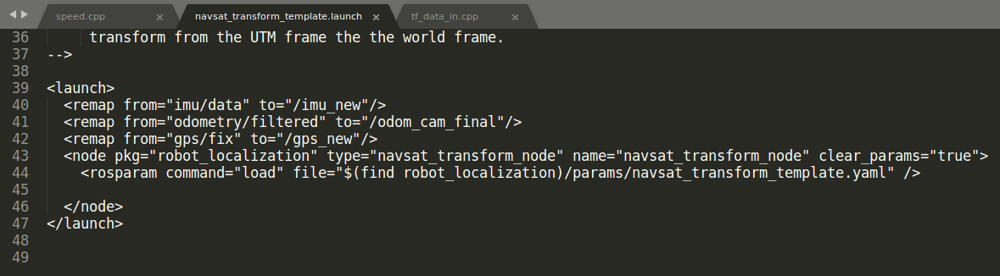 speed.cpp × navsat_transform_template.launch × tf_data_in.cpp ×
36 transform from the UTM frame the the world frame.
37 -->
38
39 <launch>
40 <remap from="imu/data" to="/imu_new"/>
41 <remap from="odometry/filtered" to="/odom_cam_final"/>
42 <remap from="gps/fix" to="/gps_new"/>
43 <node pkg="robot_localization" type="navsat_transform_node" name="navsat_transform_node" clear_params="true">
44 <rosparam command="load" file="$(find robot_localization)/params/navsat_transform_template.yaml" />
45
46 </node>
47 </launch>
48
49